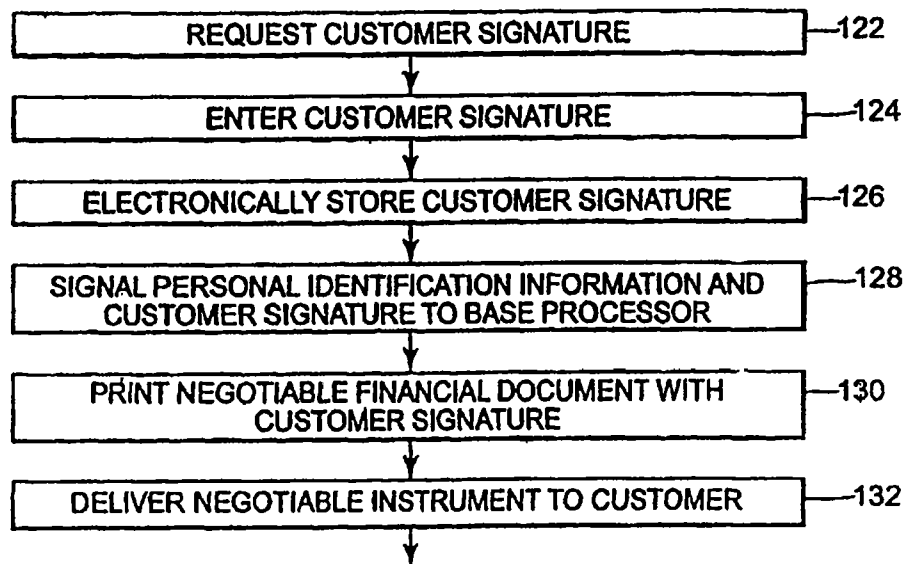 REQUEST CUSTOMER SIGNATURE 122
ENTER CUSTOMER SIGNATURE 124
ELECTRONICALLY STORE CUSTOMER SIGNATURE 126
SIGNAL PERSONAL IDENTIFICATION INFORMATION AND 128
CUSTOMER SIGNATURE TO BASE PROCESSOR
PRINT NEGOTIABLE FINANCIAL DOCUMENT WITH 130
CUSTOMER SIGNATURE
DELIVER NEGOTIABLE INSTRUMENT TO CUSTOMER 132